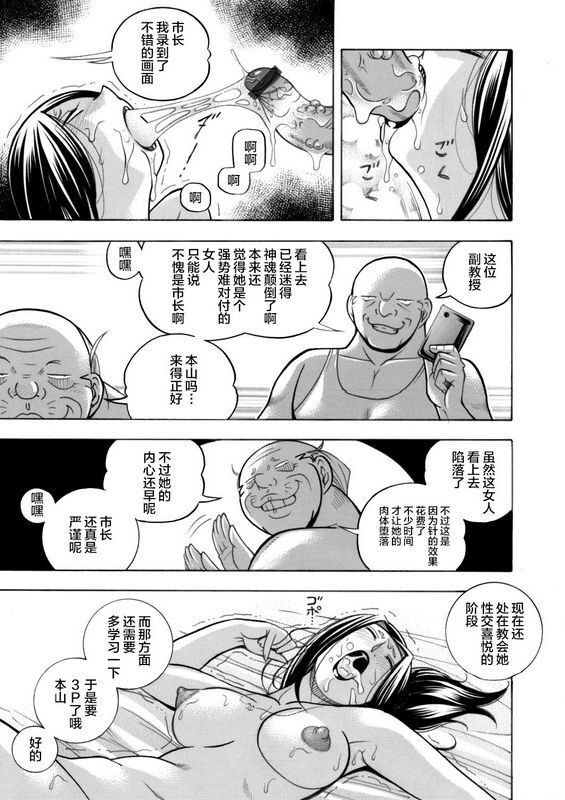 ごく
ごく
市长
我录到了
不错的画面
啊啊
啊
啊
这位
副教授
看上去
已经迷得
神魂颠倒了啊
本来还
觉得她是个
强势难对付的
女人
只能说
不愧是市长啊
嘿嘿
本山吗…
来得正好
虽然这女人
看上去
陷落了
不过这是
因为针的效果
花费了
不少时间
才让她的
肉体堕落
不过她的
内心还早呢
市长
还真是
严谨呢
嘿嘿
现在还
处在教会她
性交喜悦的
阶段
ゴポ…
而那方面
还需要
多学习一下
于是要
3P了哦
本山
好的